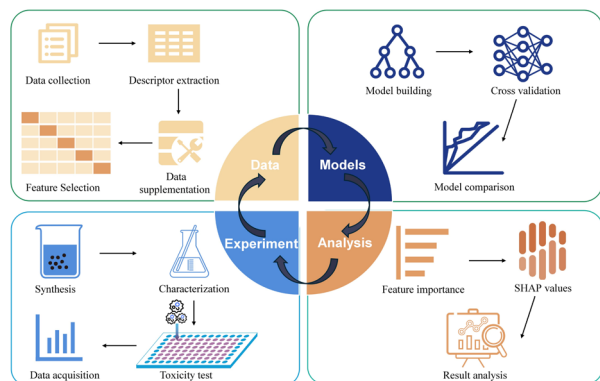 Data collection
Descriptor extraction
Feature Selection
Data
supplementation
Model building
Cross validation
Model comparison
Data
Models
Experiment
Analysis
Synthesis
Characterization
Data acquisition
Toxicity test
Feature importance
SHAP values
Result analysis